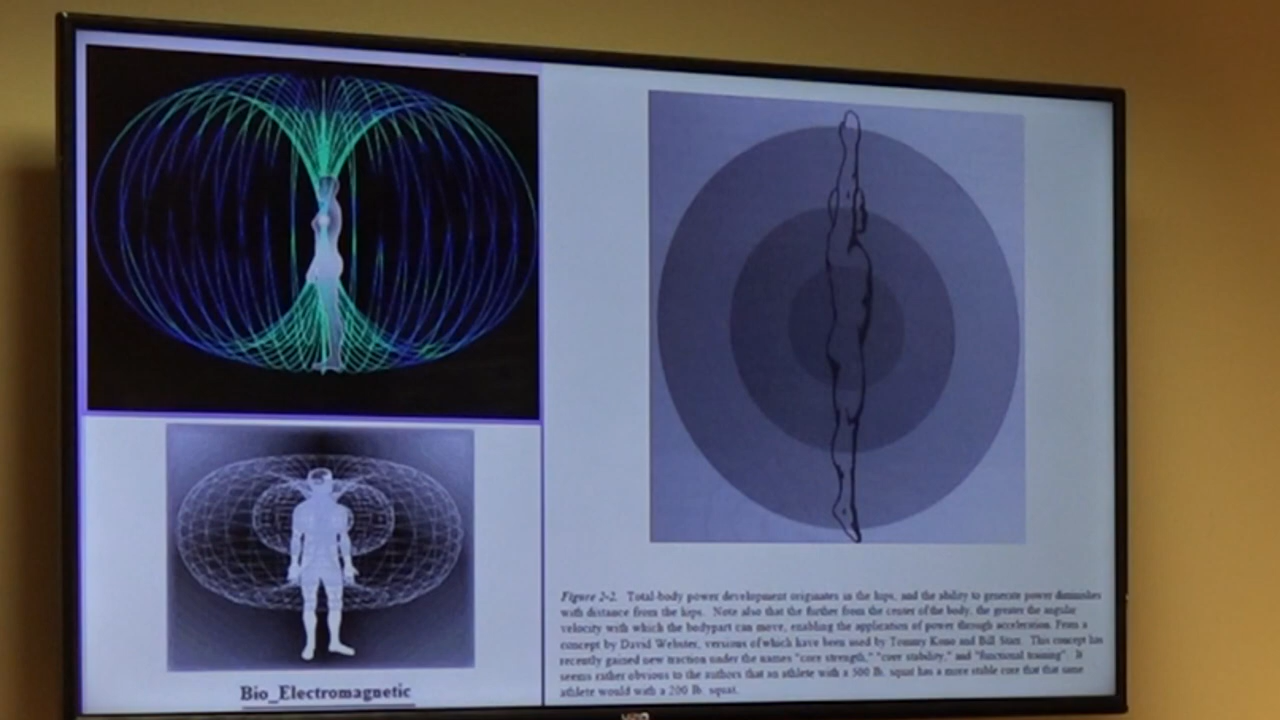 Bio_Electromagnetic
Figure 2-2. Total-body power development originates in the hips, and the ability to generate power diminishes
with distance from the hips. Note also that the further from the center of the body, the greater the angular
velocity with which the bodypart can move, enabling the application of power through acceleration. From a
concept by David Webster, versions of which have been used by Tommy Kono and Bill Starr. This concept has
recently gained new traction under the names "core strength," "core stability," and "functional training". It
seems rather obvious to the authors that an athlete with a 500 lb. squat has a more stable core that that same
athlete would with a 200 lb. squat.
VIZIO